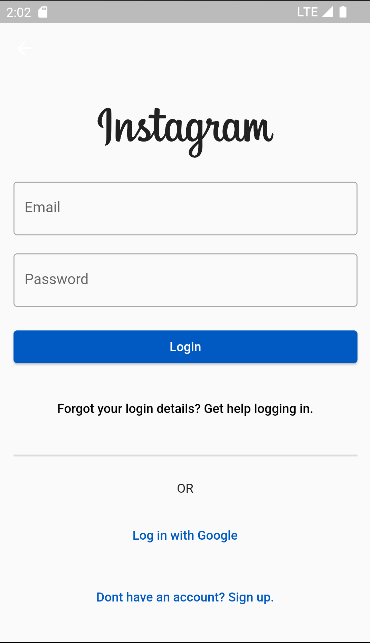 2:02 LTE
Instagram
Email
Password
Login
Forgot your login details? Get help logging in.
OR
Log in with Google
Dont have an account? Sign up.